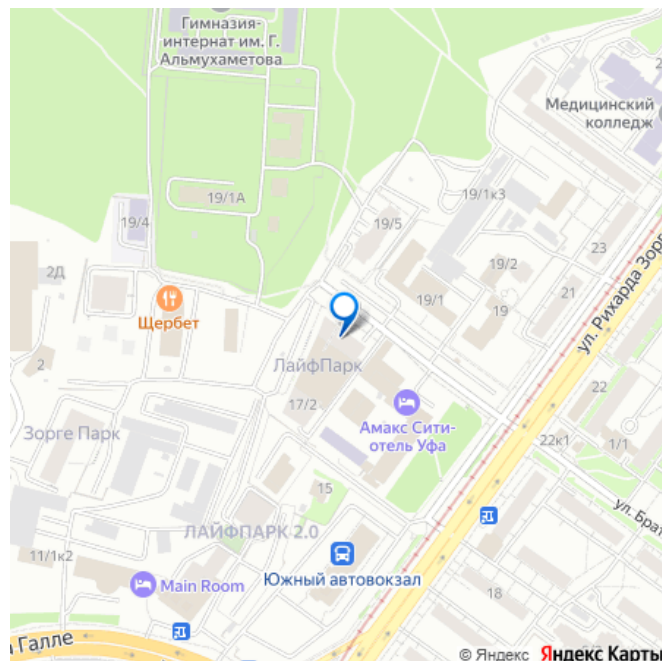 Гимназия-
интернат им. Г.
Альмухаметова
Медицинский
колледж
19/1А
19/1к3
19/4
19/5
23
2Д
19/2
21
ул. Рихарда Зорге
19/1
19
Щербет
ЛайфПарк
2
22
17/2
Амакс Сити-
отель Уфа
Зорге Парк
22к1
1/1
15
ул. Брат
ЛАЙФПАРК 2.0
11/1к2
Южный автовокзал
Main Room
18
Галле
© Яндекс Яндекс Карты